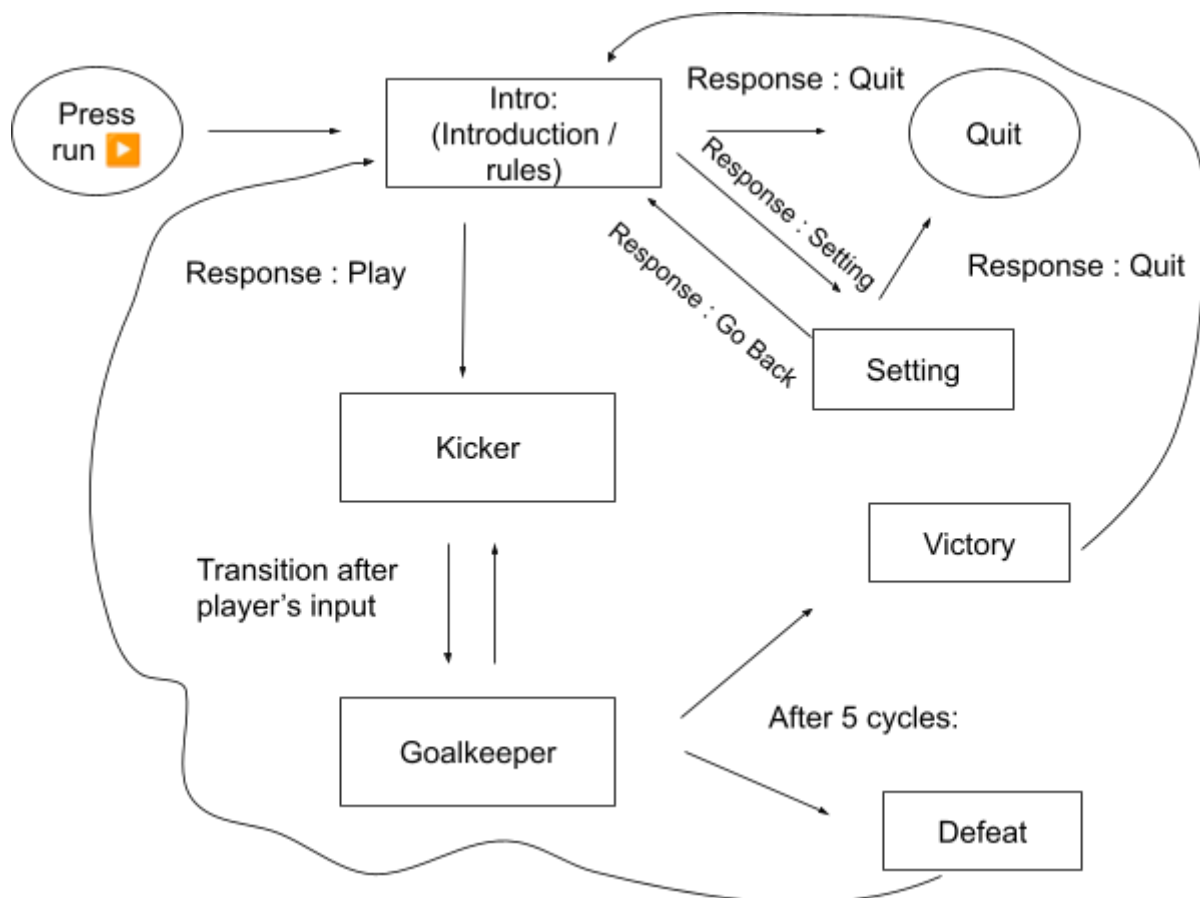 Press
run ▶️
Intro:
(Introduction /
rules)
Response : Quit
Quit
Response : Setting
Response : Go Back
Response : Quit
Response : Play
Setting
Kicker
Victory
Transition after
player’s input
After 5 cycles:
Goalkeeper
Defeat